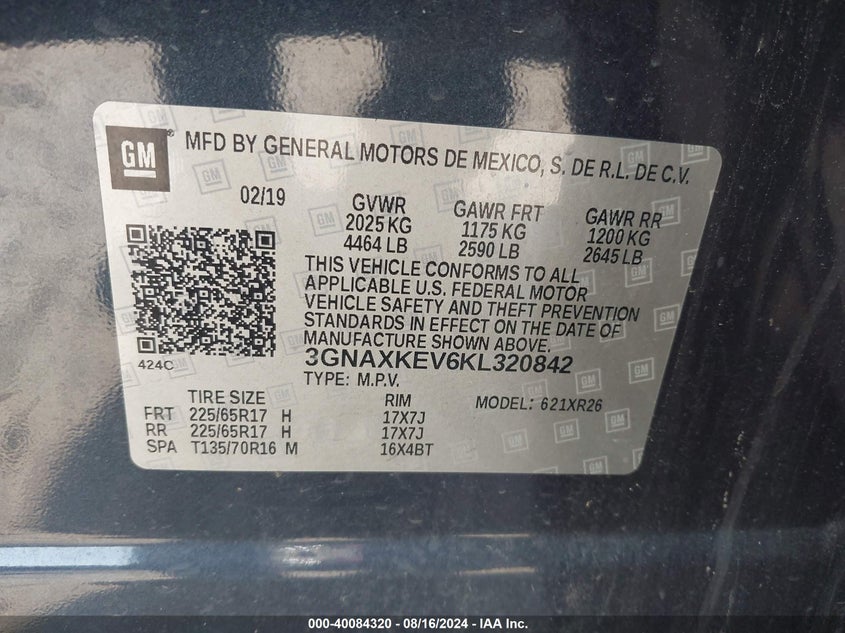 GM® MFD BY GENERAL MOTORS DE MEXICO, S. DE R.L. DE C.V.
02/19
GVWR GAWR FRT GAWR RR
2025 KG 1175 KG 1200 KG
4464 LB 2590 LB 2645 LB
THIS VEHICLE CONFORMS TO ALL
APPLICABLE U.S. FEDERAL MOTOR
VEHICLE SAFETY AND THEFT PREVENTION
STANDARDS IN EFFECT ON THE DATE OF
MANUFACTURE SHOWN ABOVE.
424C
3GNAXKEV6KL320842
TYPE: M.P.V. MODEL: 621XR26
TIRE SIZE RIM
FRT 225/65R17 H 17X7J
RR 225/65R17 H 17X7J
SPA T135/70R16 M 16X4BT
000-40084320 - 08/16/2024 - IAA Inc.